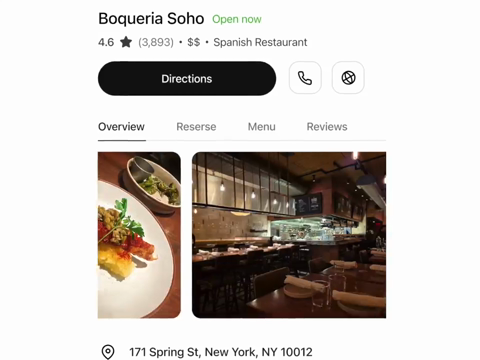 Boqueria Soho Open now
4.6 ★ (3,893) • $$ • Spanish Restaurant
Directions
Overview Reserse Menu Reviews
171 Spring St, New York, NY 10012